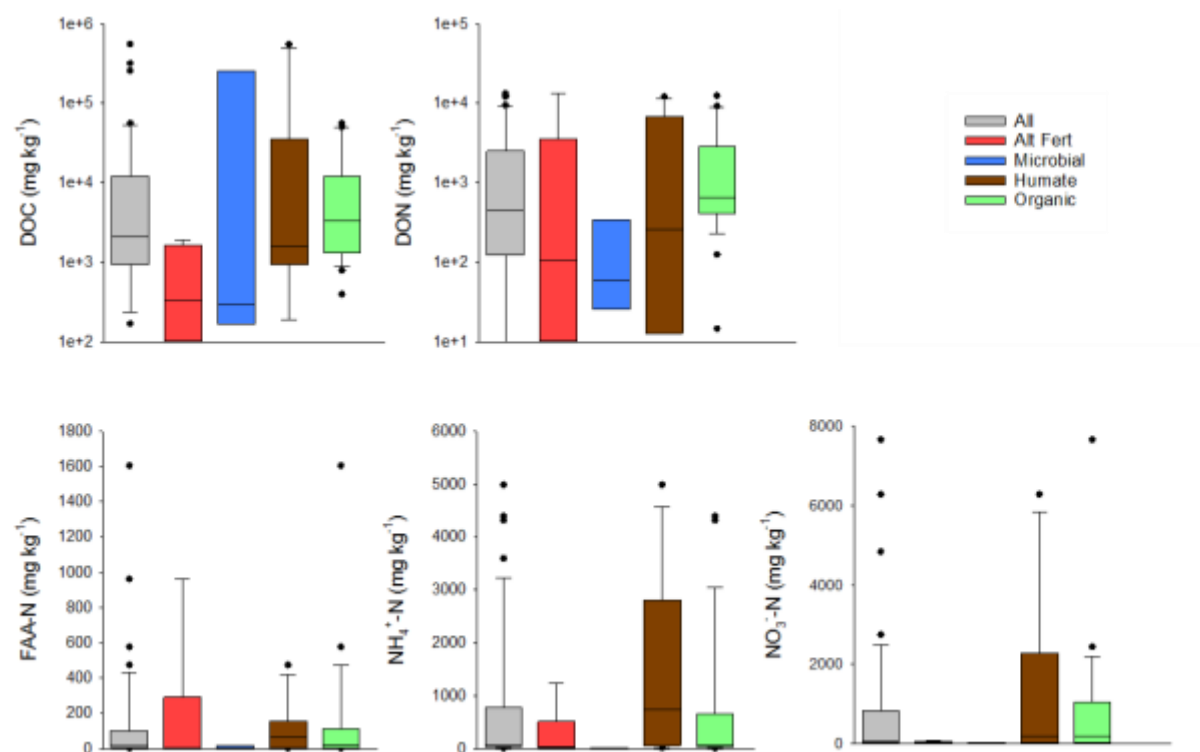 1e+6
1e+5
1e+4
1e+3
1e+2
DOC (mg kg⁻¹)
1e+5
1e+4
1e+3
1e+2
1e+1
DON (mg kg⁻¹)
All
Alt Fert
Microbial
Humate
Organic
1800
1600
1400
1200
1000
800
600
400
200
0
FAA-N (mg kg⁻¹)
6000
5000
4000
3000
2000
1000
0
NH₄⁺-N (mg kg⁻¹)
8000
6000
4000
2000
0
NO₃⁻-N (mg kg⁻¹)